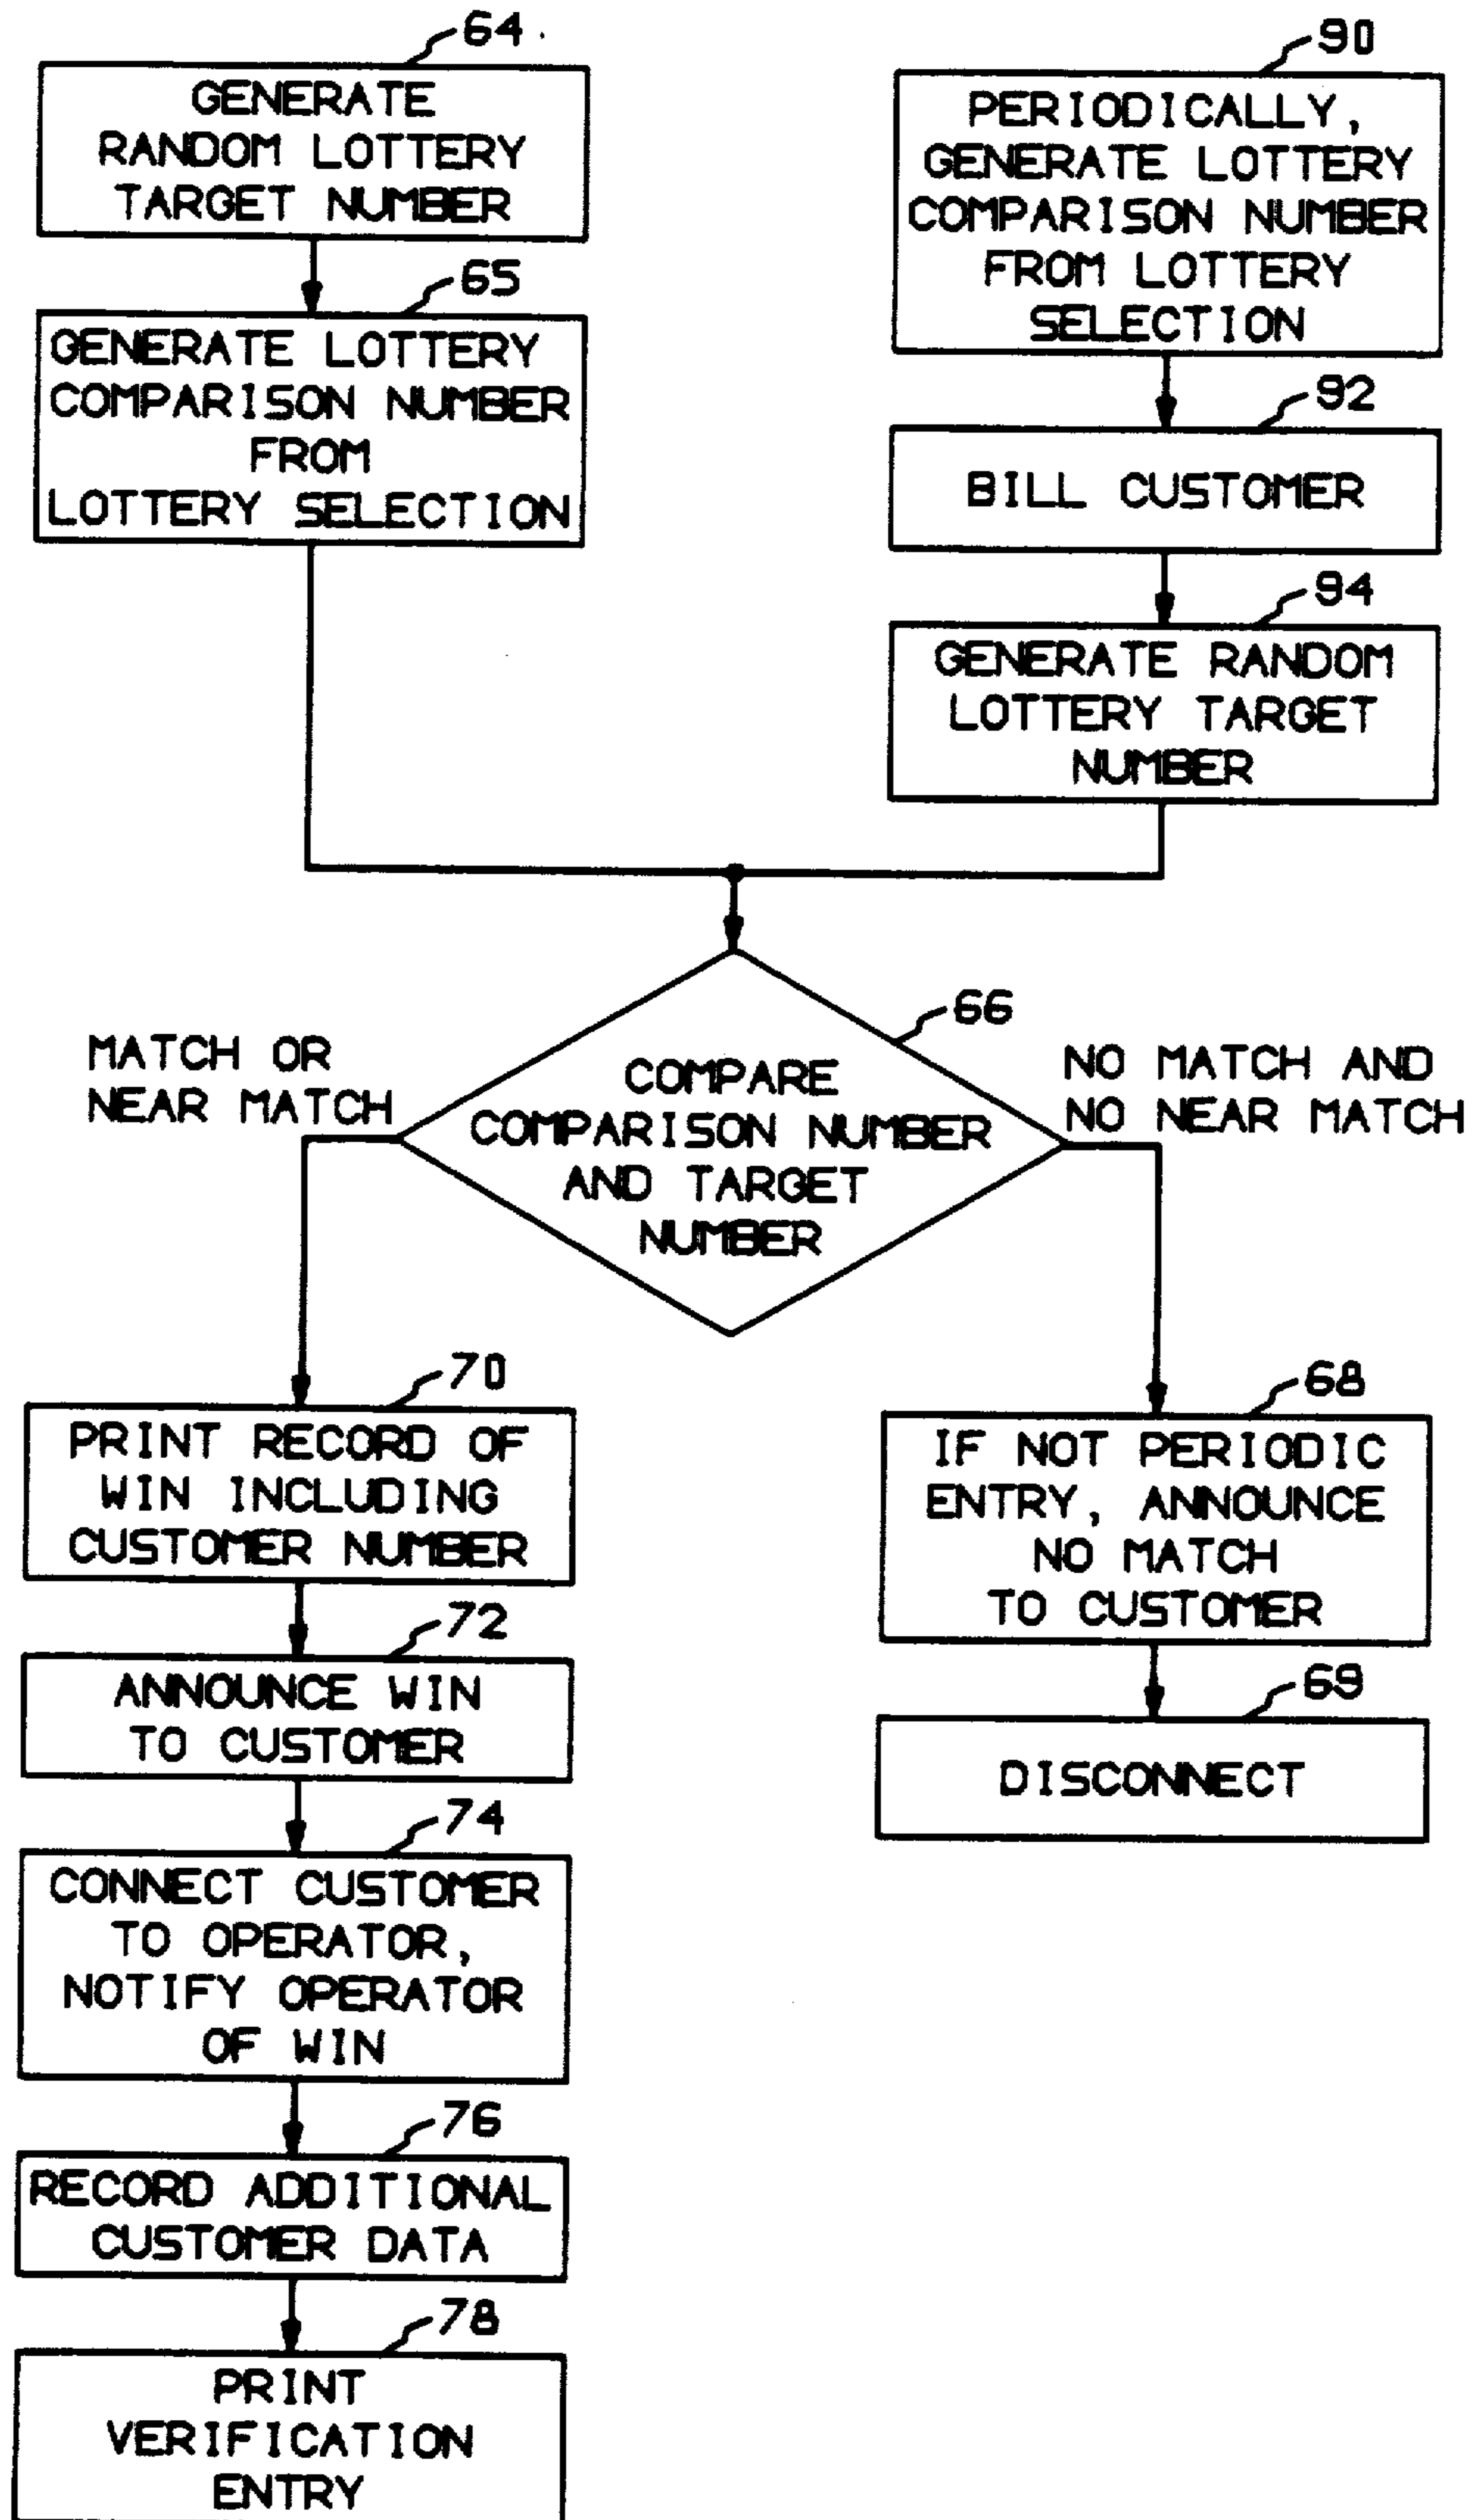 64
GENERATE
RANDOM LOTTERY
TARGET NUMBER
65
GENERATE LOTTERY
COMPARISON NUMBER
FROM
LOTTERY SELECTION
90
PERIODICALLY,
GENERATE LOTTERY
COMPARISON NUMBER
FROM LOTTERY
SELECTION
92
BILL CUSTOMER
94
GENERATE RANDOM
LOTTERY TARGET
NUMBER
66
COMPARE
COMPARISON NUMBER
AND TARGET
NUMBER
MATCH OR
NEAR MATCH
NO MATCH AND
NO NEAR MATCH
70
PRINT RECORD OF
WIN INCLUDING
CUSTOMER NUMBER
72
ANNOUNCE WIN
TO CUSTOMER
74
CONNECT CUSTOMER
TO OPERATOR,
NOTIFY OPERATOR
OF WIN
76
RECORD ADDITIONAL
CUSTOMER DATA
78
PRINT
VERIFICATION
ENTRY
68
IF NOT PERIODIC
ENTRY, ANNOUNCE
NO MATCH
TO CUSTOMER
69
DISCONNECT